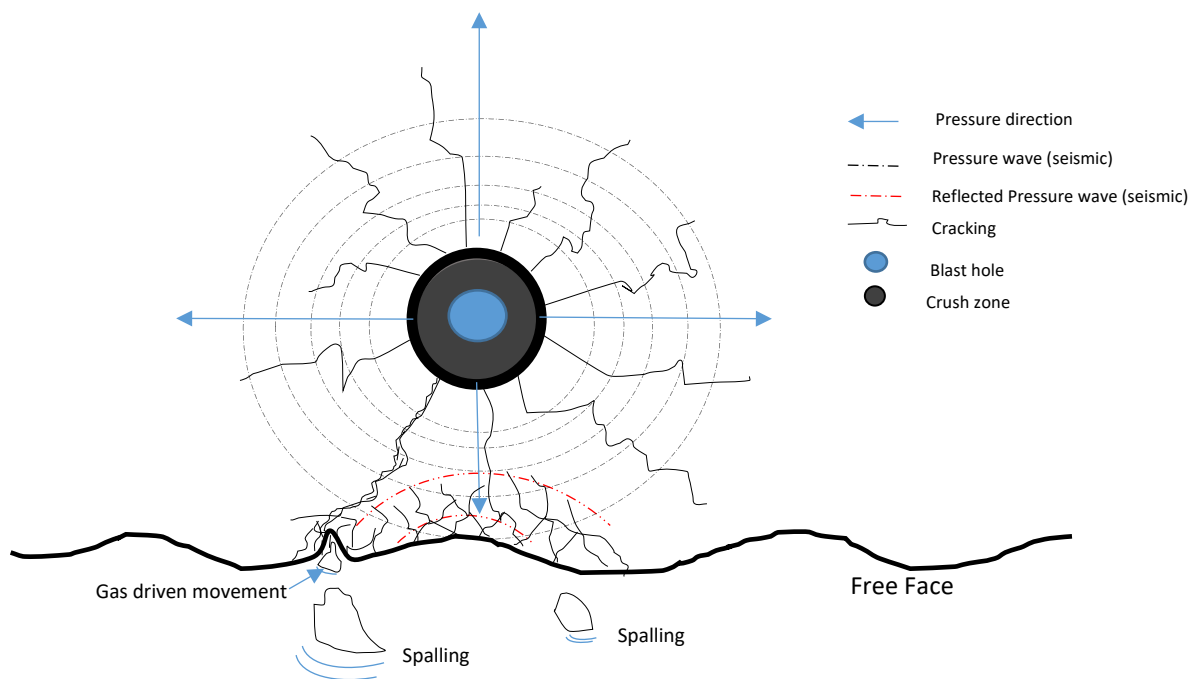 Pressure direction
Pressure wave (seismic)
Reflected Pressure wave (seismic)
Cracking
Blast hole
Crush zone
Free Face
Gas driven movement
Spalling
Spalling